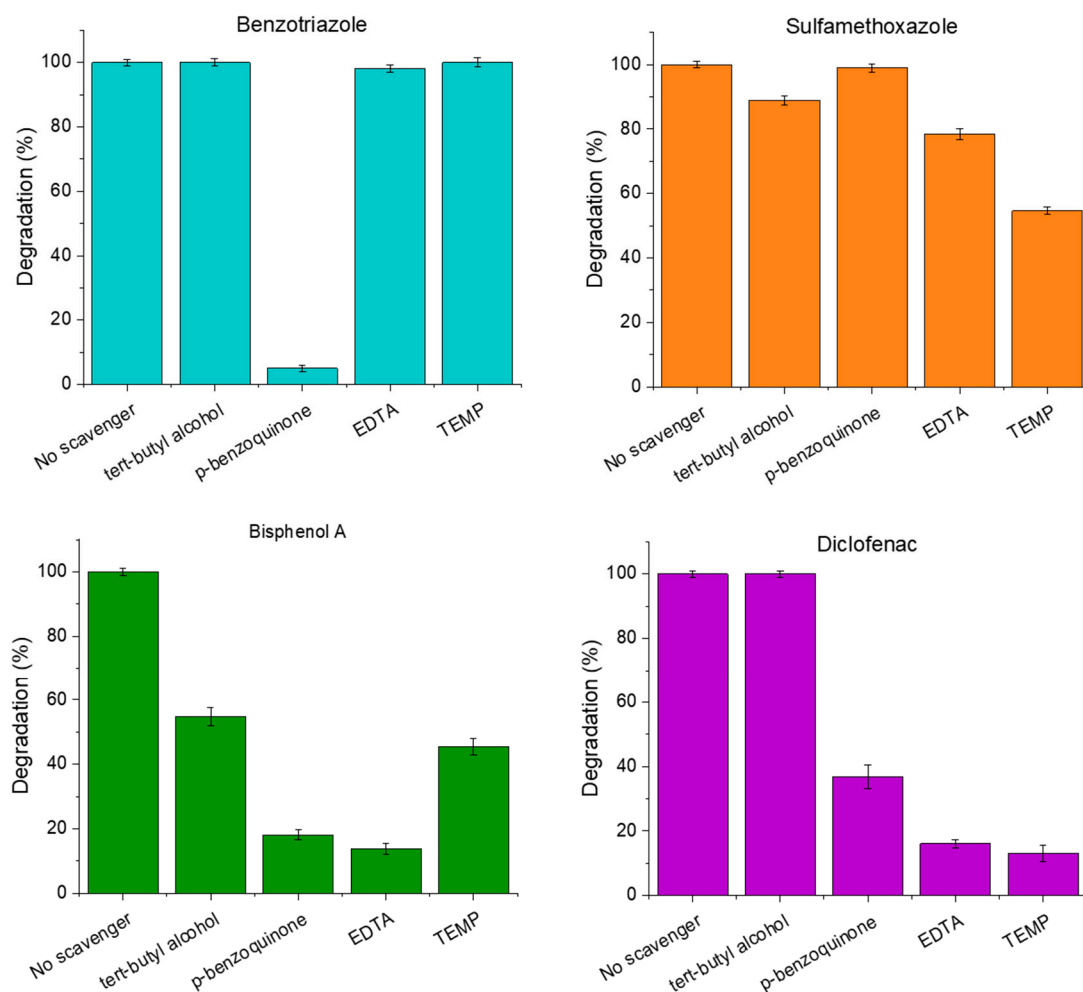 Benzotriazole
Degradation (%)
100
80
60
40
20
0
No scavenger
tert-butyl alcohol
p-benzoquinone
EDTA
TEMP
Sulfamethoxazole
Degradation (%)
100
80
60
40
20
0
No scavenger
tert-butyl alcohol
p-benzoquinone
EDTA
TEMP
Bisphenol A
Degradation (%)
100
80
60
40
20
0
No scavenger
tert-butyl alcohol
p-benzoquinone
EDTA
TEMP
Diclofenac
Degradation (%)
100
80
60
40
20
0
No scavenger
tert-butyl alcohol
p-benzoquinone
EDTA
TEMP